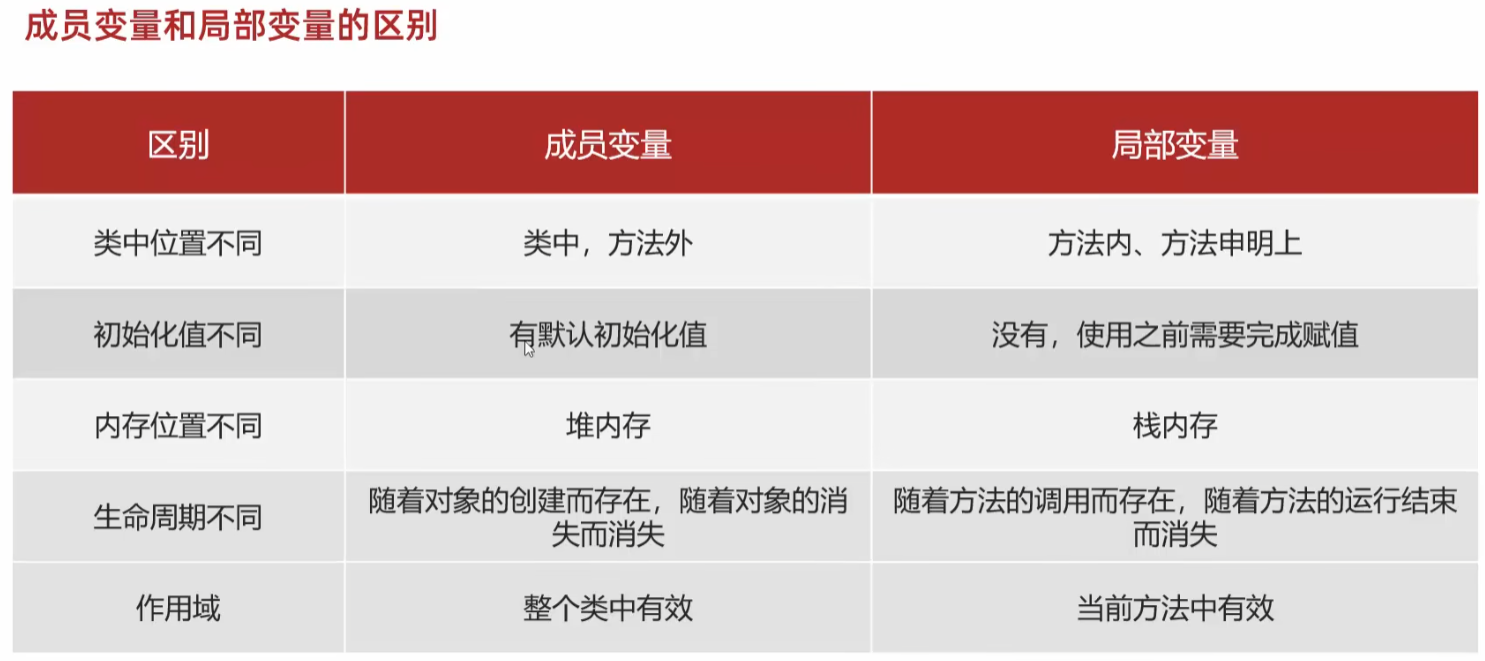 成员变量和局部变量的区别
区别 成员变量 局部变量
类中位置不同 类中，方法外 方法内、方法申明上
初始化值不同 有默认初始化值 没有，使用之前需要完成赋值
内存位置不同 堆内存 栈内存
生命周期不同
随着对象的创建而存在，随着对象的消
失而消失
随着方法的调用而存在，随着方法的运行结束
而消失
作用域 整个类中有效 当前方法中有效